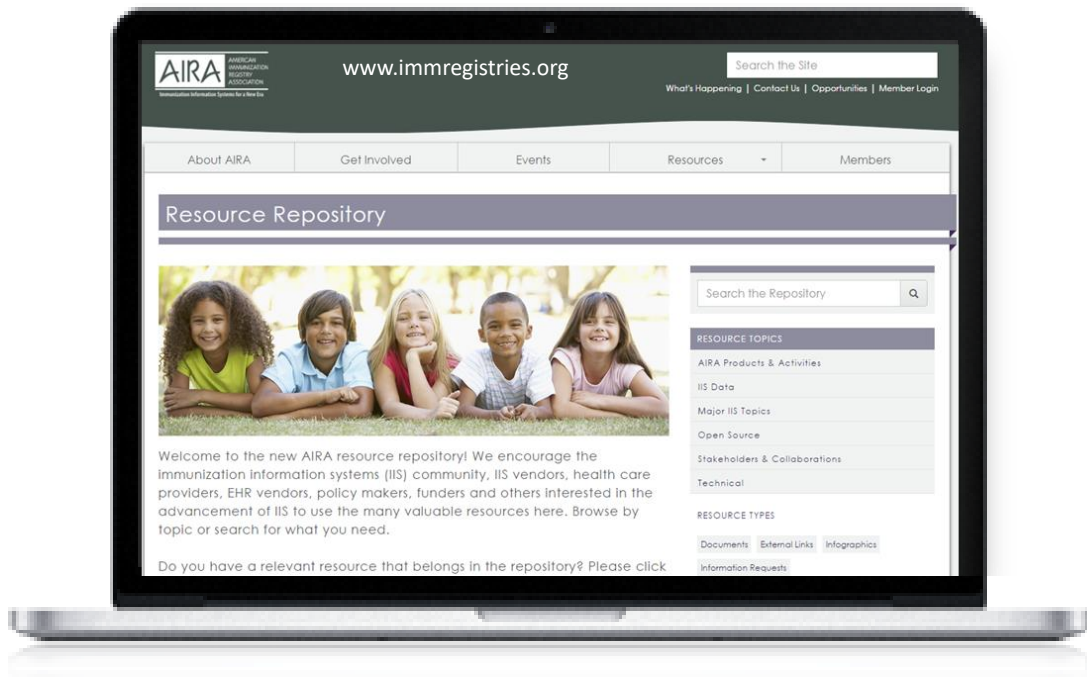 AIRA
AMERICAN
IMMUNIZATION
REGISTRY
ASSOCIATION
Immunization Information Systems for a New Era
www.immregistries.org
Search the Site
What's Happening | Contact Us | Opportunities | Member Login
About AIRA
Get Involved
Events
Resources
Members
Resource Repository
Search the Repository
RESOURCE TOPICS
AIRA Products & Activities
IIS Data
Major IIS Topics
Open Source
Stakeholders & Collaborations
Technical
RESOURCE TYPES
Documents
External Links
Infographics
Information Requests
Welcome to the new AIRA resource repository! We encourage the
immunization information systems (IIS) community, IIS vendors, health care
providers, EHR vendors, policy makers, funders and others interested in the
advancement of IIS to use the many valuable resources here. Browse by
topic or search for what you need.
Do you have a relevant resource that belongs in the repository? Please click